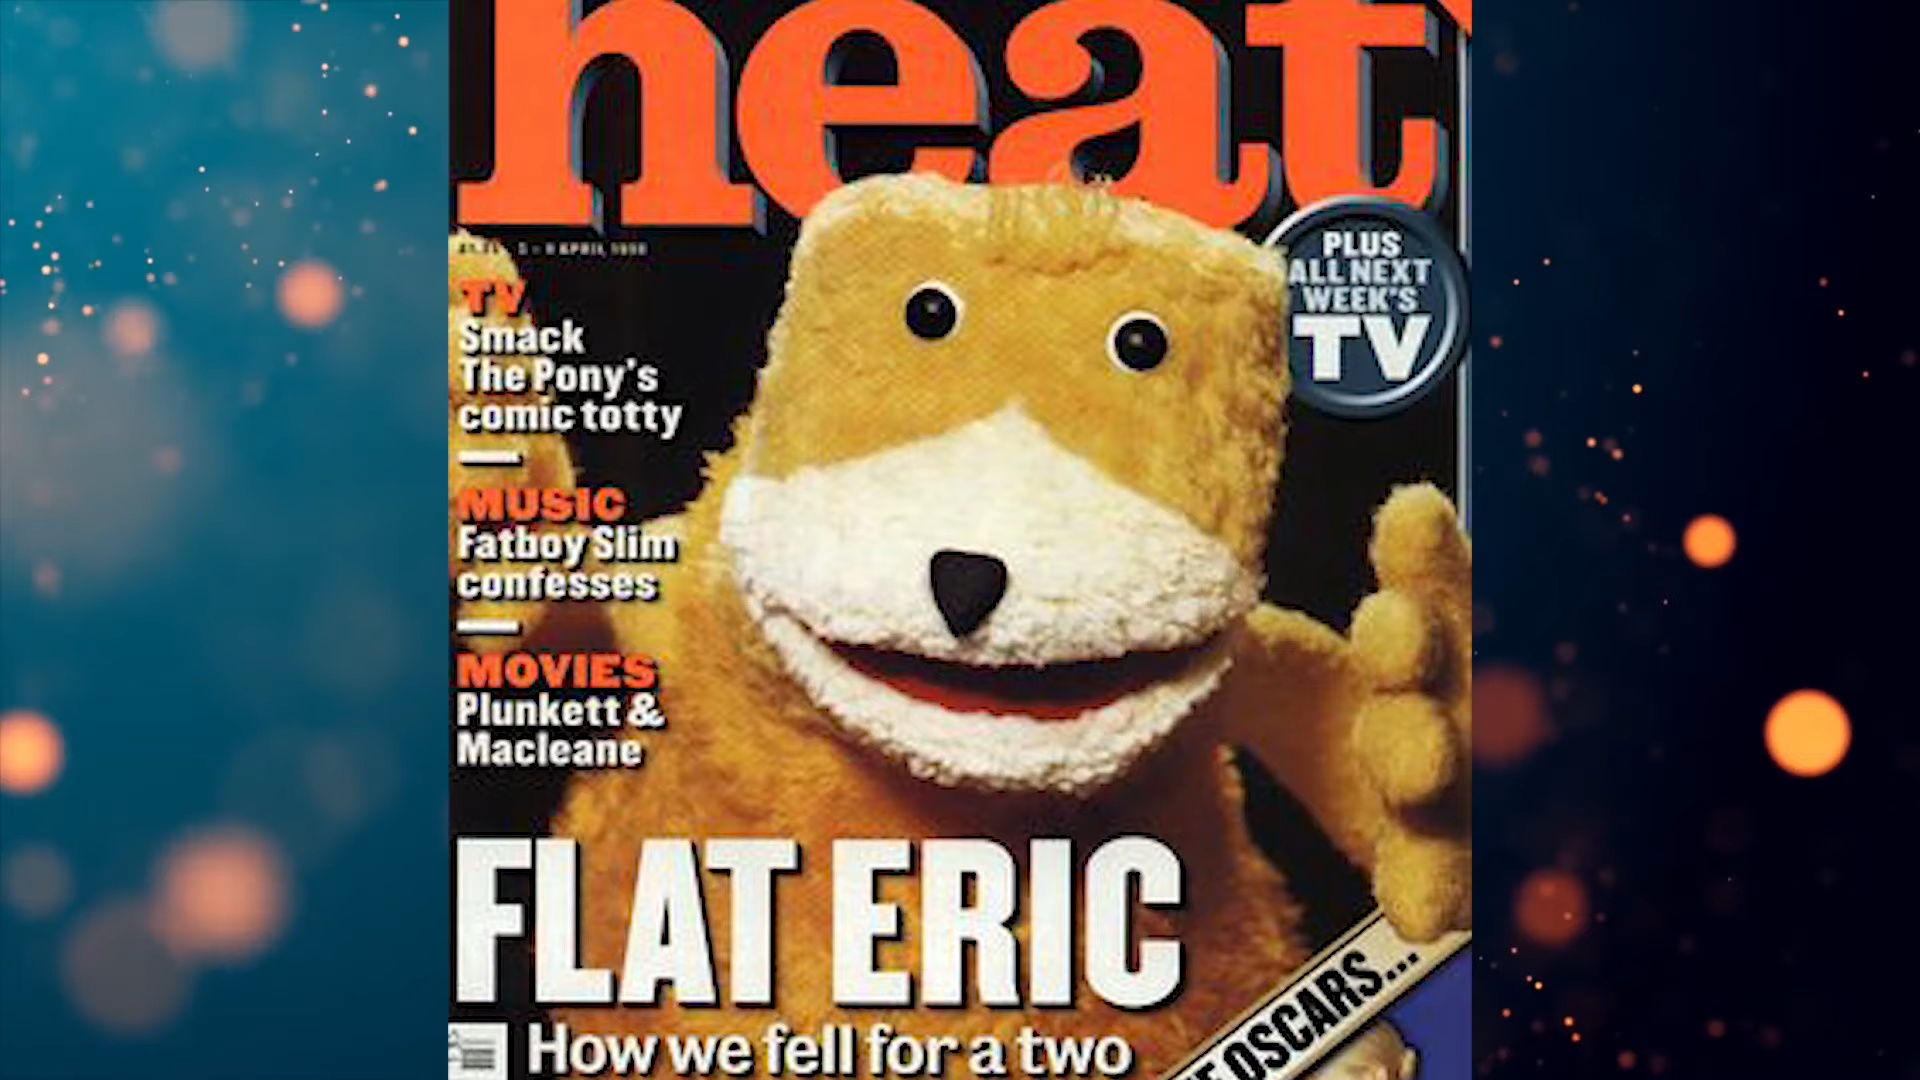 heat
APRIL
TV
Smack
The Pony's
comic totty
MUSIC
Fatboy Slim
confesses
MOVIES
Plunkett &
Macleane
PLUS
ALL NEXT
WEEK'S
TV
FLAT ERIC
How we fell for a two
OSCARS...